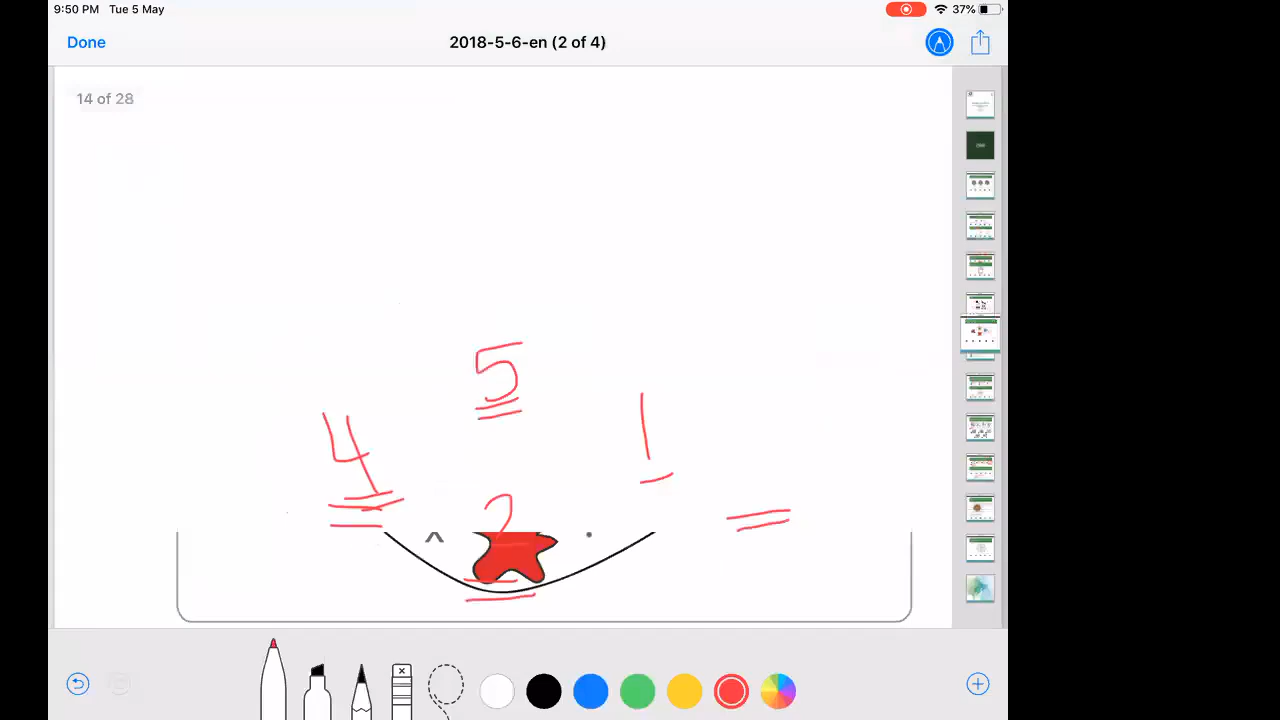 9:50 PM Tue 5 May 37%
Done 2018-5-6-en (2 of 4)
14 of 28
5
4 1
2